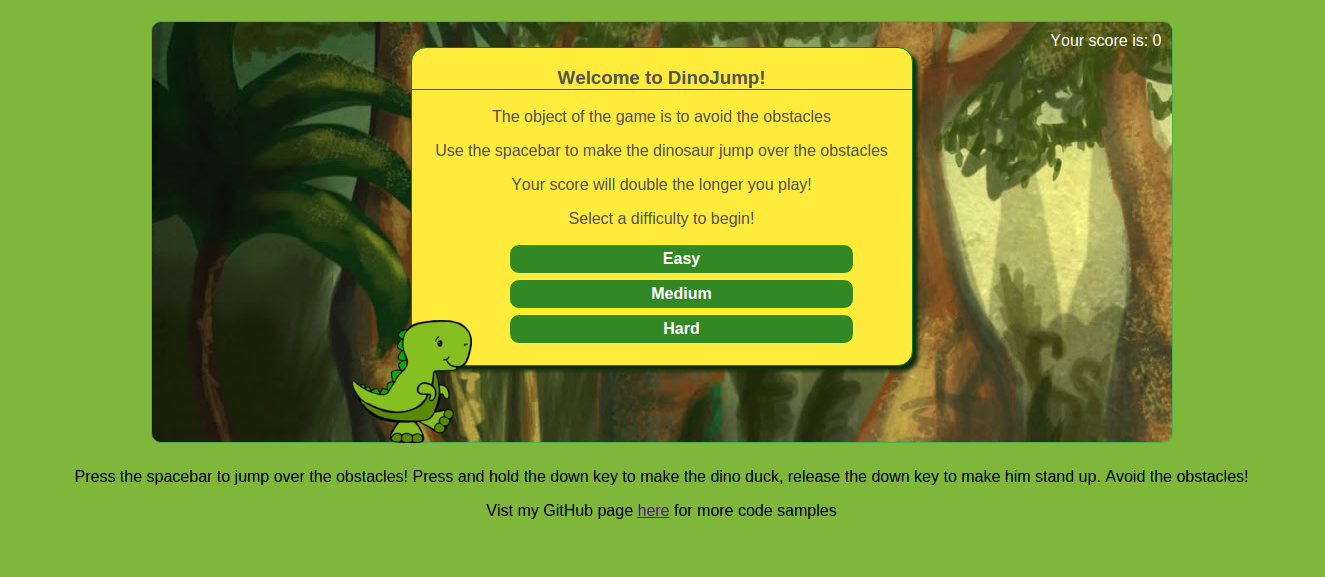 Your score is: 0
Welcome to DinoJump!
The object of the game is to avoid the obstacles
Use the spacebar to make the dinosaur jump over the obstacles
Your score will double the longer you play!
Select a difficulty to begin!
Easy
Medium
Hard
Press the spacebar to jump over the obstacles! Press and hold the down key to make the dino duck, release the down key to make him stand up. Avoid the obstacles!
Vist my GitHub page here for more code samples